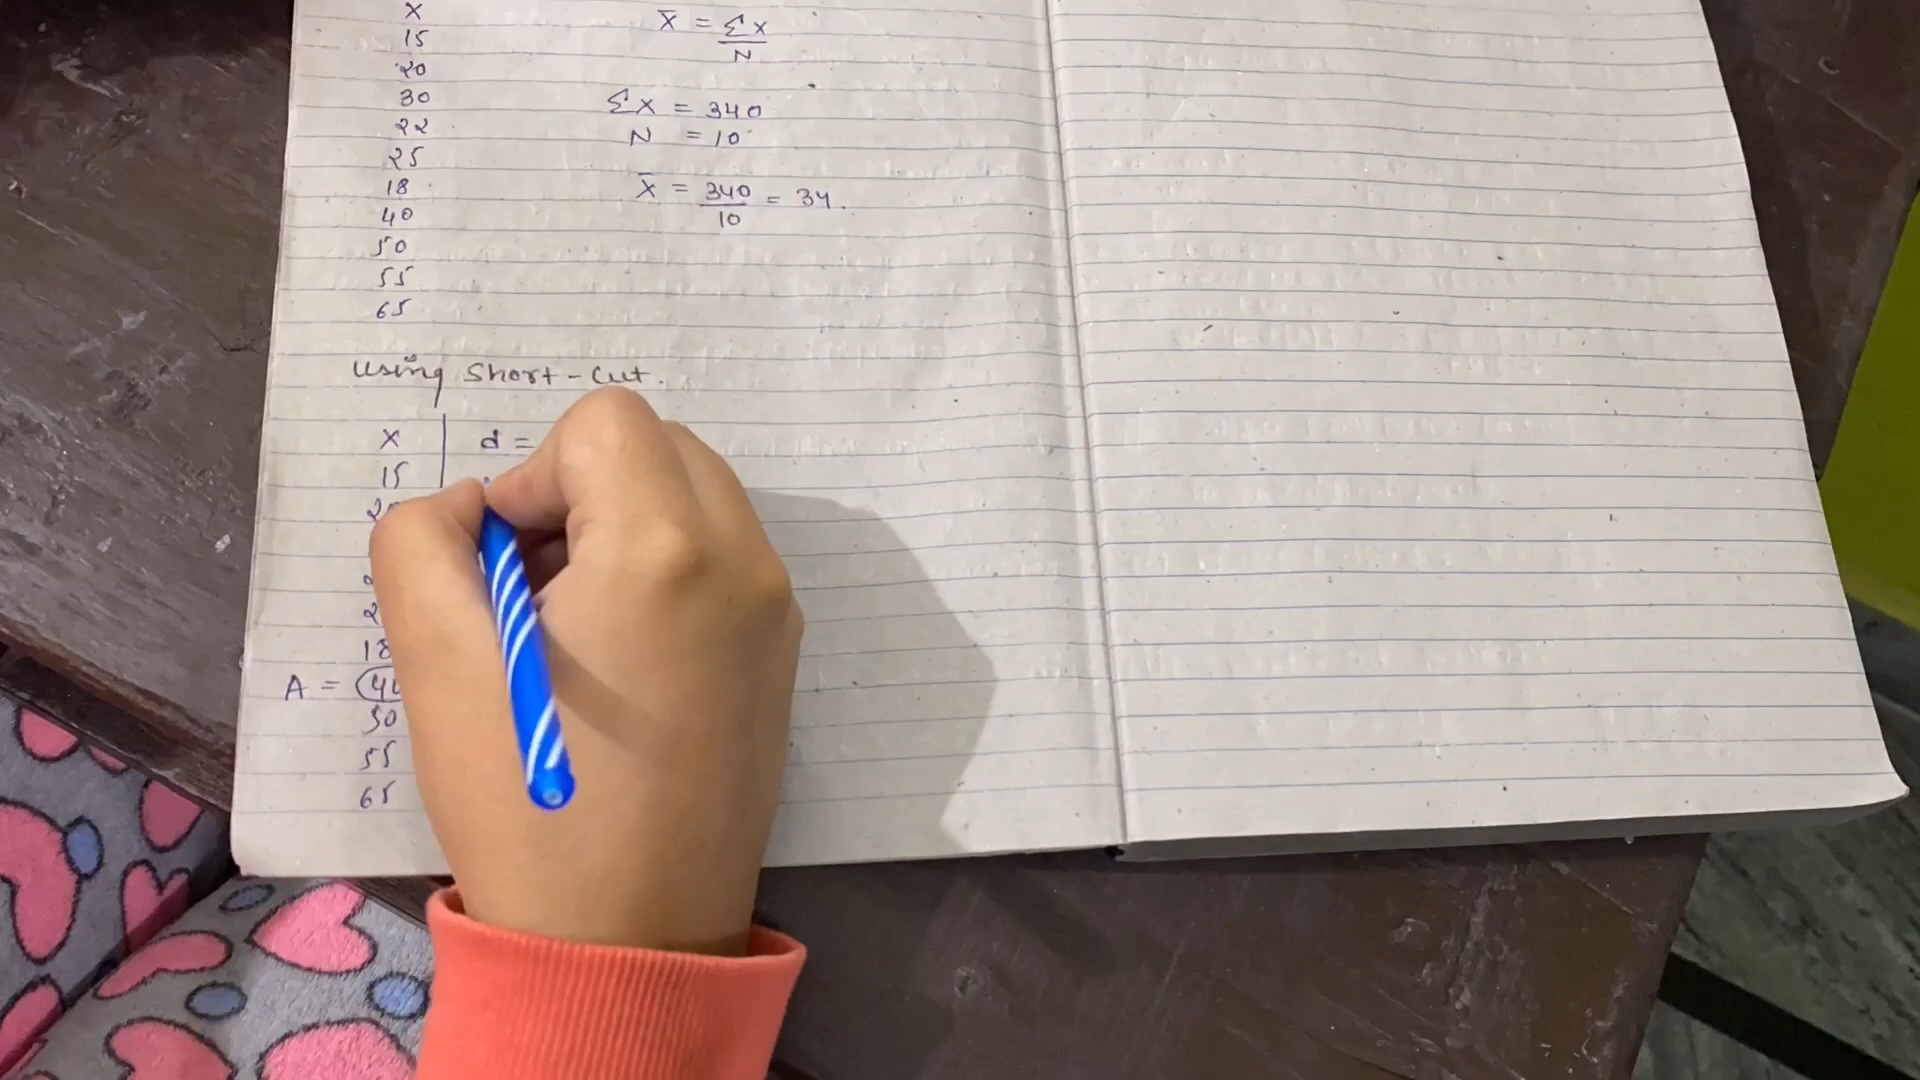 X
15
20
30
22
25
18
40
50
55
65
X̄ = ΣX
N
ΣX = 340
N = 10
X̄ = 340 = 34.
10
using Short-Cut.
X d =
15
18
A =
50
55
65